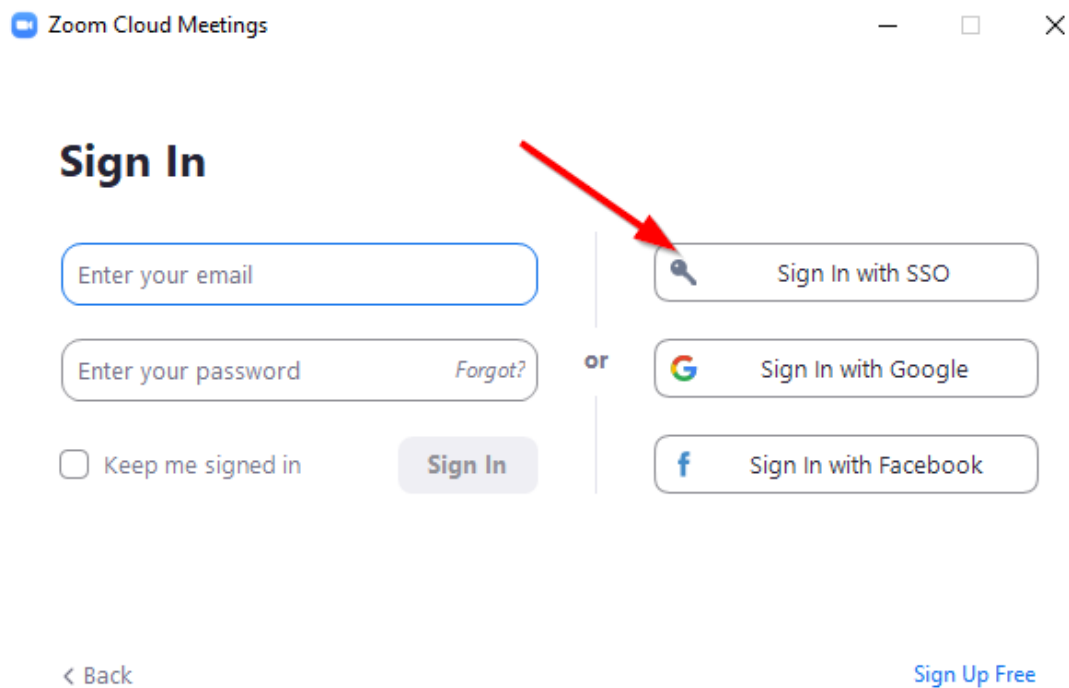 Zoom Cloud Meetings
Sign In
Enter your email
Enter your password Forgot?
Keep me signed in Sign In
or
Sign In with SSO
Sign In with Google
Sign In with Facebook
< Back
Sign Up Free